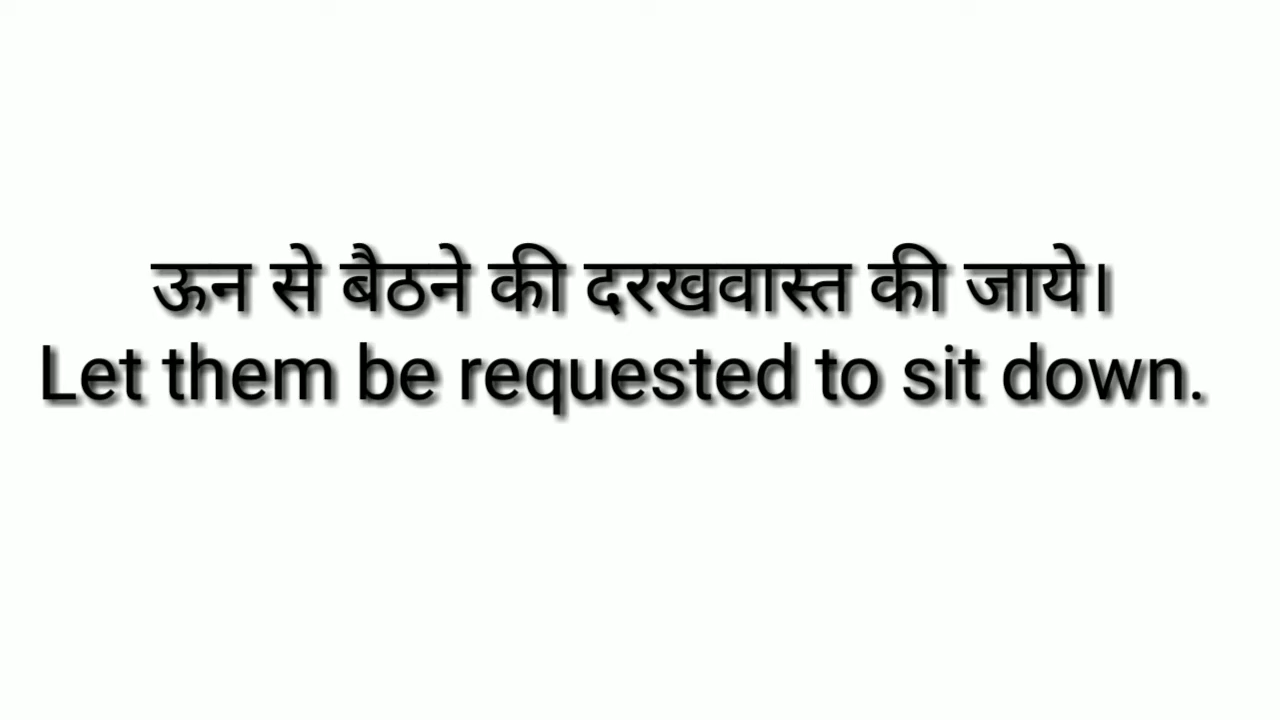 ऊन से बैठने की दरखवास्त की जाये।
Let them be requested to sit down.